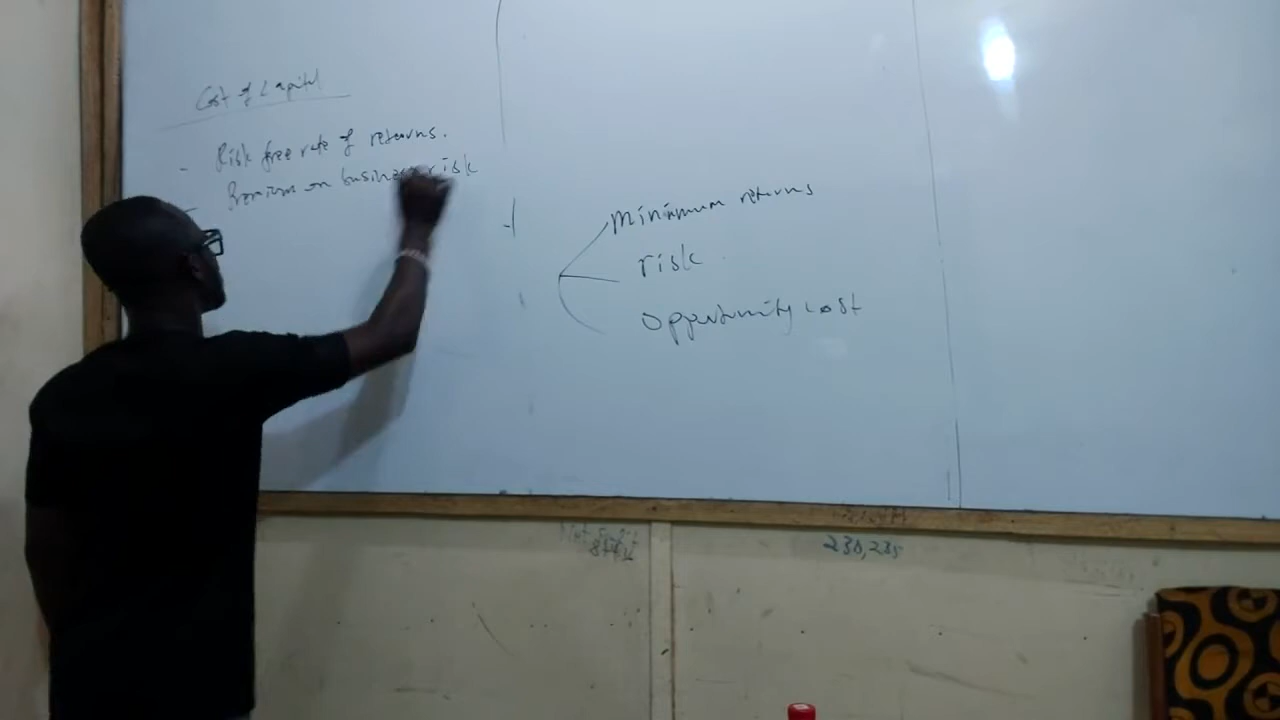 Cost of Capital
- Risk free rate of returns.
- Premium on business risk
Minimum returns
risk
opportunity cost
230,235